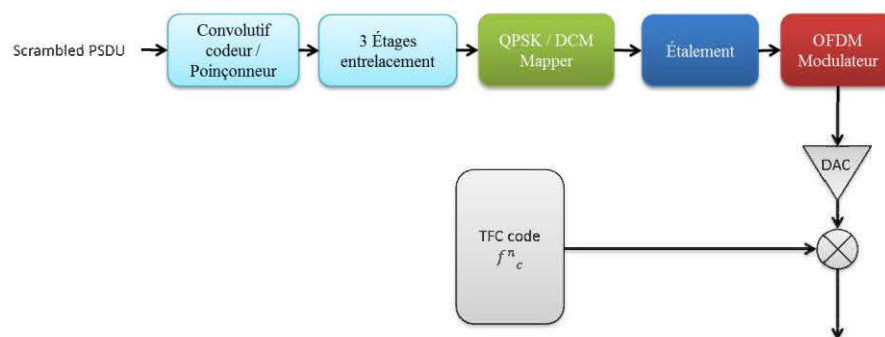 Scrambled PSDU
Convolutif
codeur /
Poinçonneur
3 Étages
entrelacement
QPSK / DCM
Mapper
Étalement
OFDM
Modulateur
DAC
TFC code
f^n_c